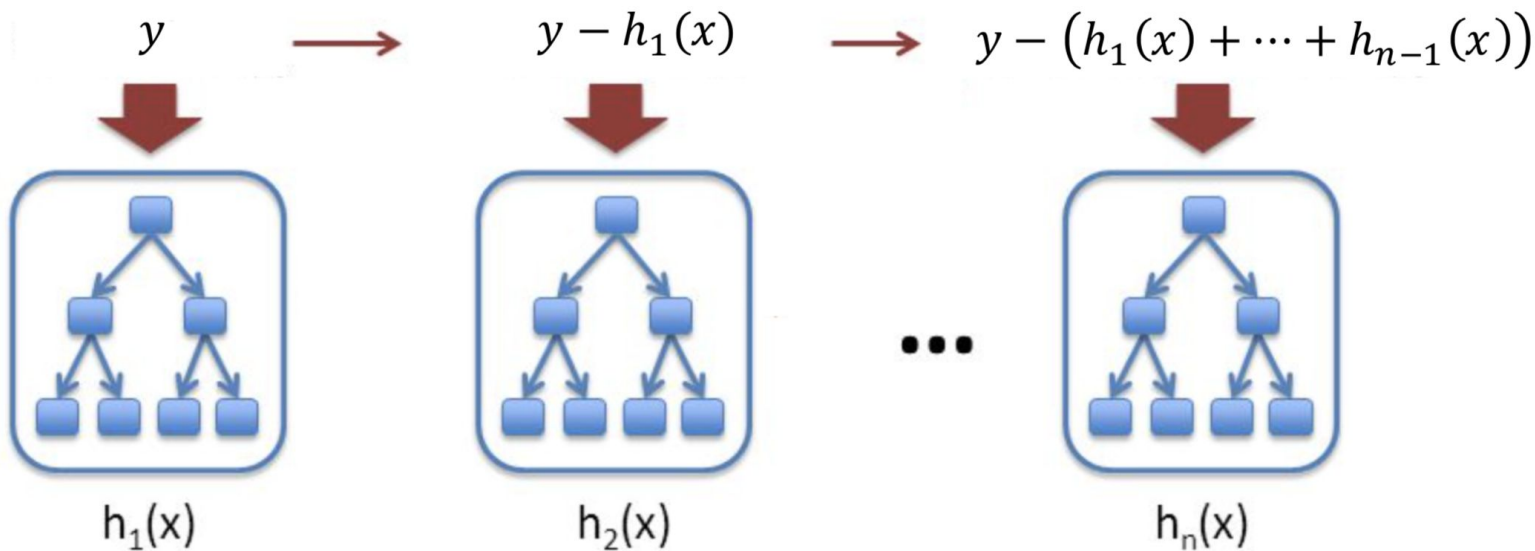 y → y − h₁(x) → y − (h₁(x) + ⋯ + hₙ₋₁(x))
...
h₁(x) h₂(x) hₙ(x)